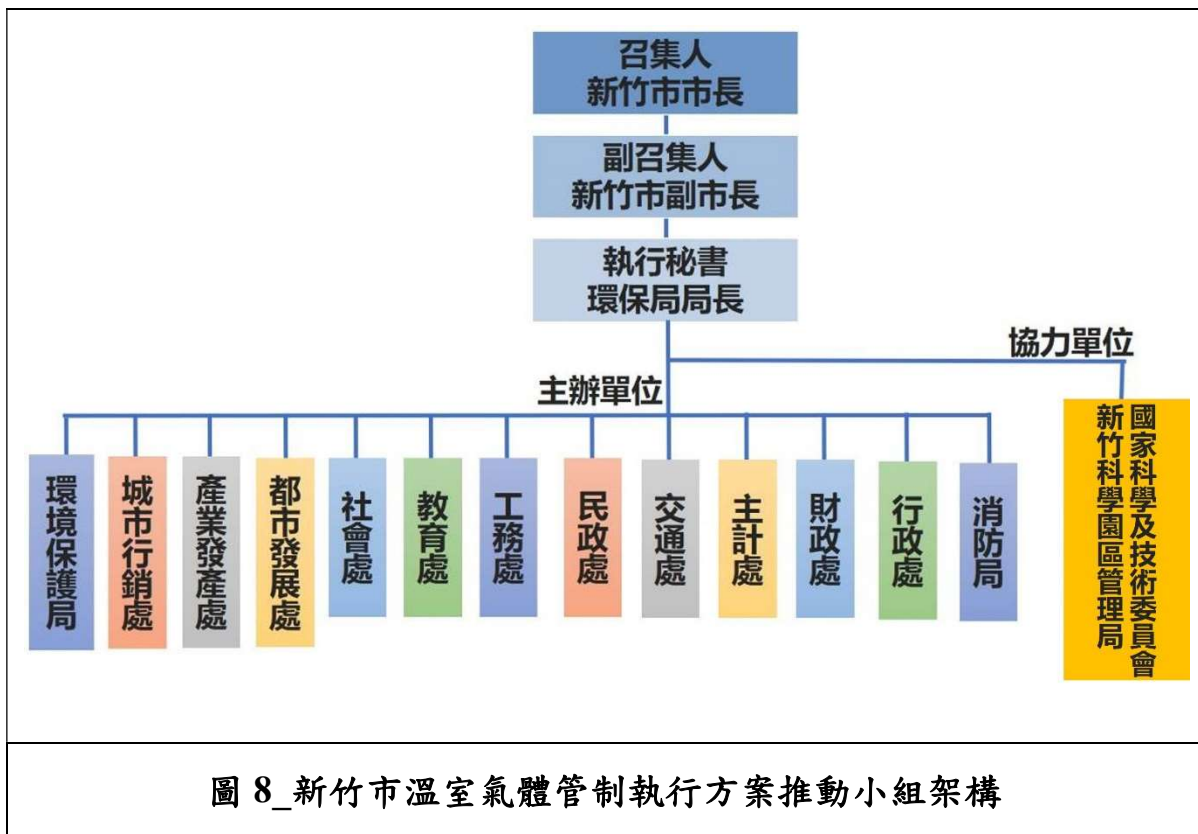 召集人
新竹市市長
副召集人
新竹市副市長
執行秘書
環保局局長
協力單位
主辦單位
環境保護局
城市行銷處
產業發產處
都市發展處
社會處
教育處
工務處
民政處
交通處
主計處
財政處
行政處
消防局
國家科學及技術委員會
新竹科學園區管理局
圖 8_新竹市溫室氣體管制執行方案推動小組架構